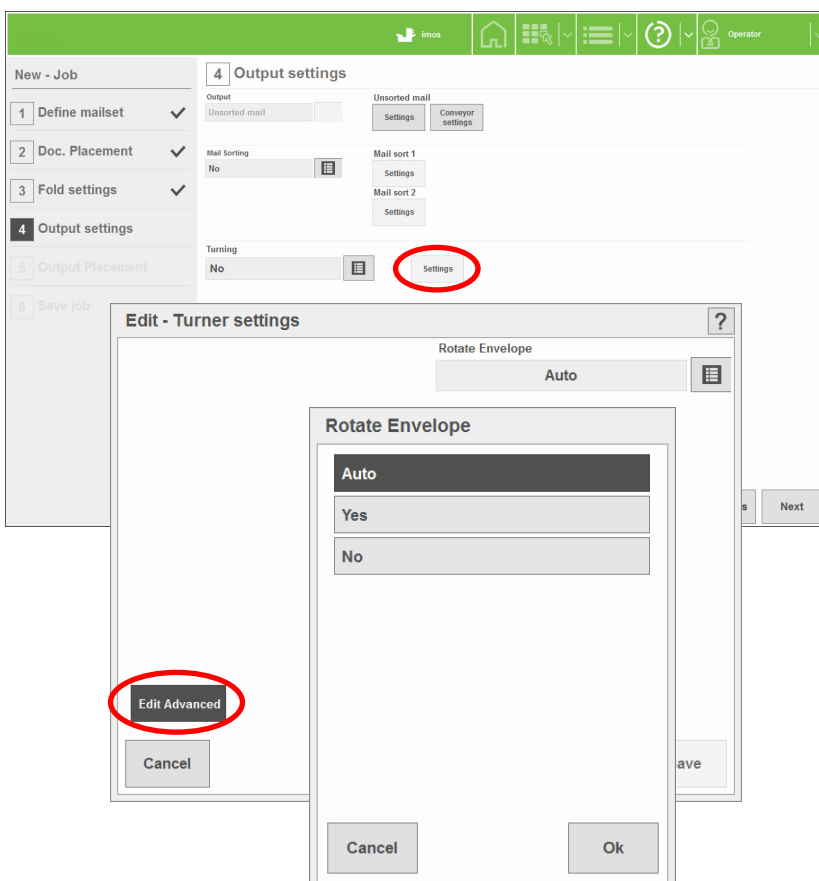 imos
Operator
New - Job
1 Define mailset
2 Doc. Placement
3 Fold settings
4 Output settings
5 Output Placement
6 Save job
4 Output settings
Output
Unsorted mail
Unsorted mail
Settings
Conveyor
settings
Mail Sorting
No
Mail sort 1
Settings
Mail sort 2
Settings
Turning
No
Settings
Next
Edit - Turner settings
?
Rotate Envelope
Auto
Edit Advanced
Cancel
ave
Rotate Envelope
Auto
Yes
No
Cancel
Ok